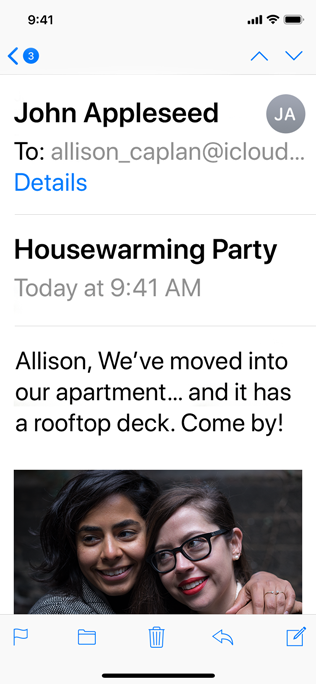 9:41
3
John Appleseed
JA
To: allison_caplan@icloud...
Details
Housewarming Party
Today at 9:41 AM
Allison, We’ve moved into
our apartment... and it has
a rooftop deck. Come by!